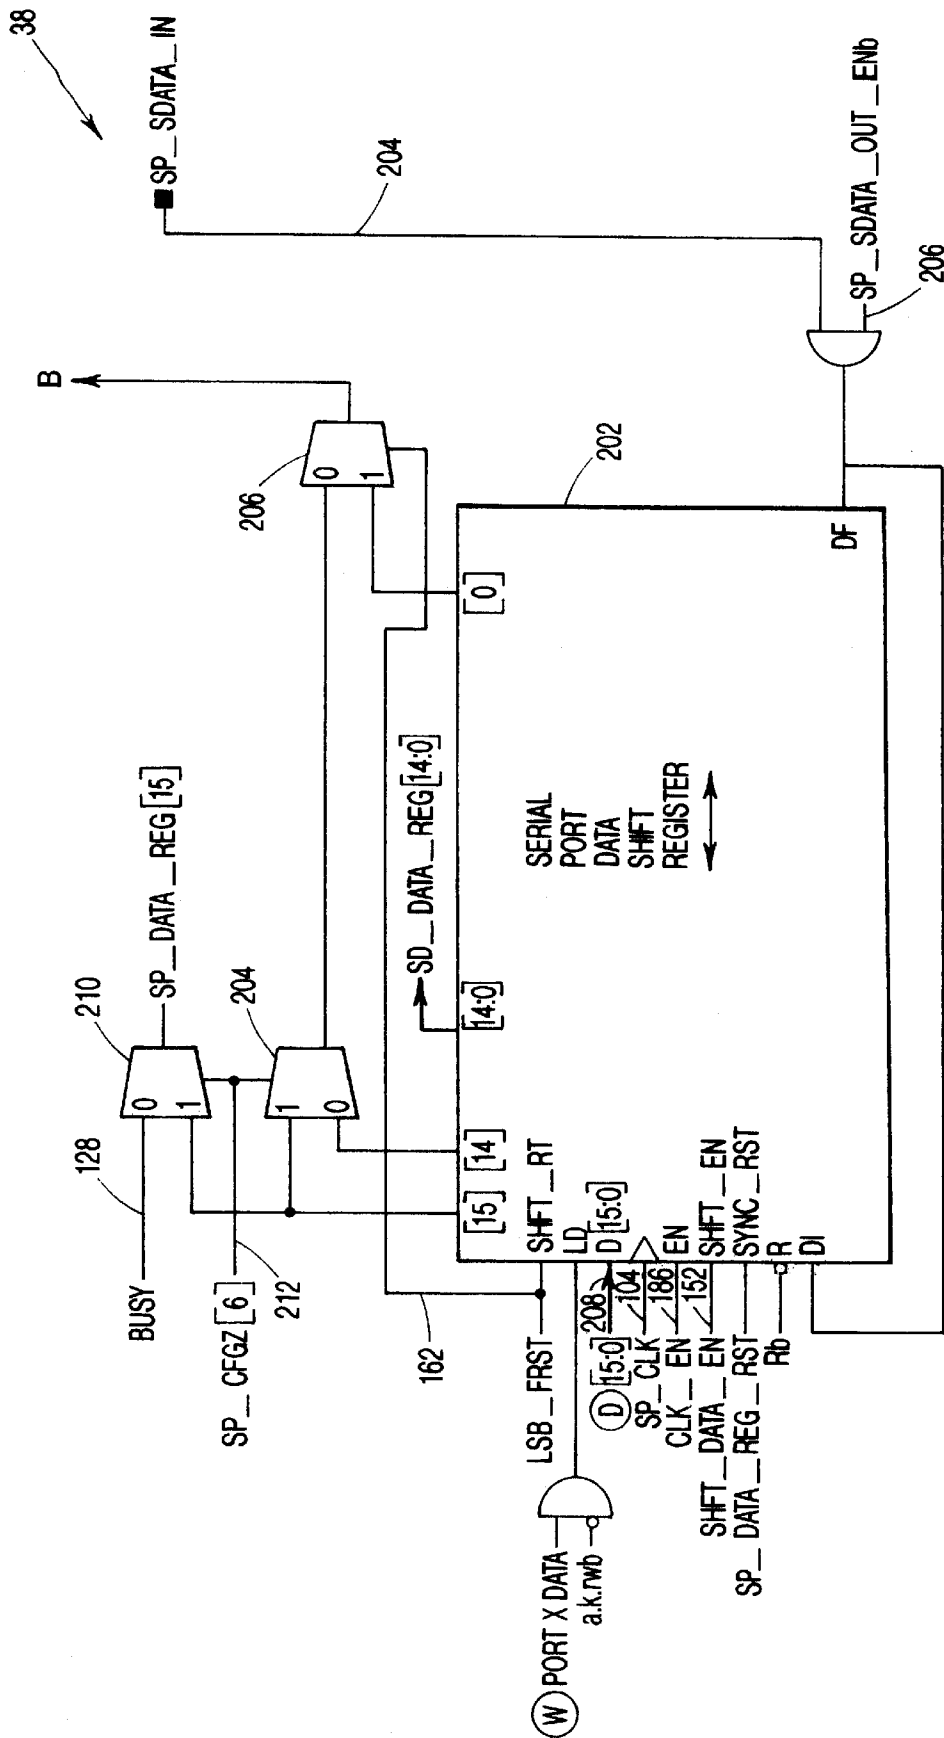 38
SP_SDATA_IN
204
B
SP_SDATA_OUT_ENb
206
206
0
1
202
DF
[0]
SP_DATA_REG[15]
SD_DATA_REG[14:0]
SERIAL
PORT
DATA
SHIFT
REGISTER
210
204
0
1
1
0
[14:0]
[14]
[15]
128
BUSY
SP_CFGZ[6]
212
162
LSB_FRST
SHFT_RT
LD
D[15:0]
208
D [15:0]
104
SP_CLK
186
EN
CLK_EN
152
SHFT_EN
SHFT_DATA_EN
SYNC_RST
SP_DATA_REG_RST
R
Rb
DI
W PORT X DATA
a.k.rwb